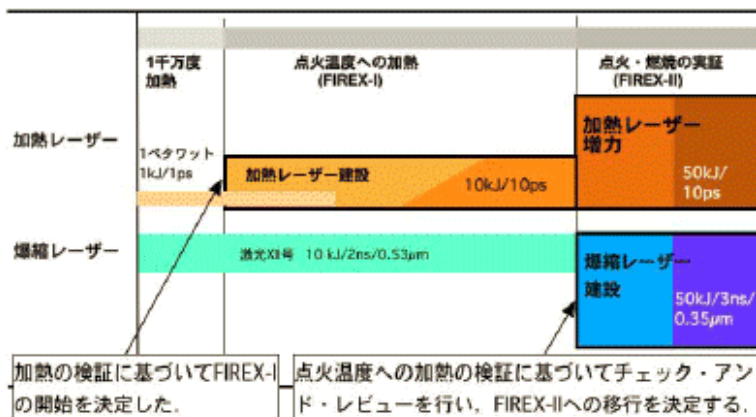 1千万度
加熱
点火温度への加熱
(FIREX-I)
点火・燃焼の実証
(FIREX-II)
加熱レーザー
1ペタワット
1kJ/1ps
加熱レーザー建設
10kJ/10ps
加熱レーザー
増力
50kJ/
10ps
爆縮レーザー
激光XII号 10 kJ/2ns/0.53μm
爆縮レーザー
建設
50kJ/3ns/
0.35μm
加熱の検証に基づいてFIREX-I
の開始を決定した.
点火温度への加熱の検証に基づいてチェック・アン
ド・レビューを行い, FIREX-IIへの移行を決定する.